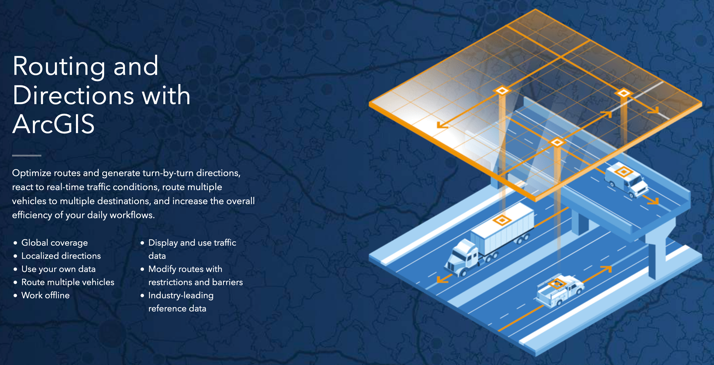 Routing and
Directions with
ArcGIS
Optimize routes and generate turn-by-turn directions,
react to real-time traffic conditions, route multiple
vehicles to multiple destinations, and increase the overall
efficiency of your daily workflows.
• Global coverage
• Localized directions
• Use your own data
• Route multiple vehicles
• Work offline
• Display and use traffic
data
• Modify routes with
restrictions and barriers
• Industry-leading
reference data